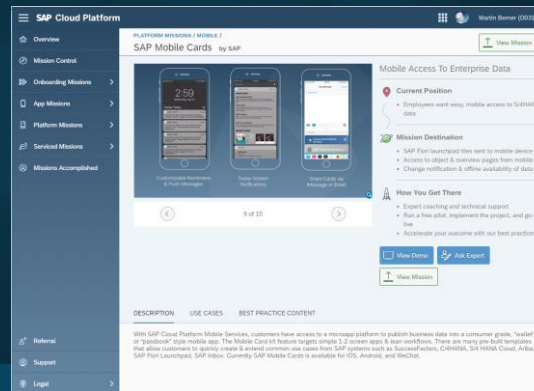 SAP Cloud Platform
Martin Berner (D03
Overview
Mission Control
Onboarding Missions
App Missions
Platform Missions
Serviced Missions
Missions Accomplished
Referral
Support
Legal
PLATFORM MISSIONS / MOBILE /
SAP Mobile Cards by SAP
View Mission
2:59
Customizable Reminders
& Push Messages
Today Screen
Notifications
Share Cards via
iMessage or Email
9 of 10
Mobile Access To Enterprise Data
Current Position
Employees want easy, mobile access to S/4HAN
data
Mission Destination
SAP Fiori launchpad tiles sent to mobile device
Access to object & overview pages from mobile
Change notification & offline availability of data
How You Get There
Expert coaching and technical support
Run a free pilot, implement the project, and go-
live
Accelerate your outcome with our best practice
View Demo
Ask Expert
View Mission
DESCRIPTION USE CASES BEST PRACTICE CONTENT
With SAP Cloud Platform Mobile Services, customers have access to a microapp platform to publish business data into a consumer grade, "wallet"
or "passbook" style mobile app. The Mobile Card kit feature targets simple 1-2 screen apps & lean workflows. There are many pre-built templates
that allow customers to quickly create & extend common use cases from SAP systems such as SuccessFactors, C/4HANA, S/4 HANA Cloud, Ariba,
SAP Fiori Launchpad, SAP Inbox. Currently SAP Mobile Cards is available for iOS, Android, and WeChat.